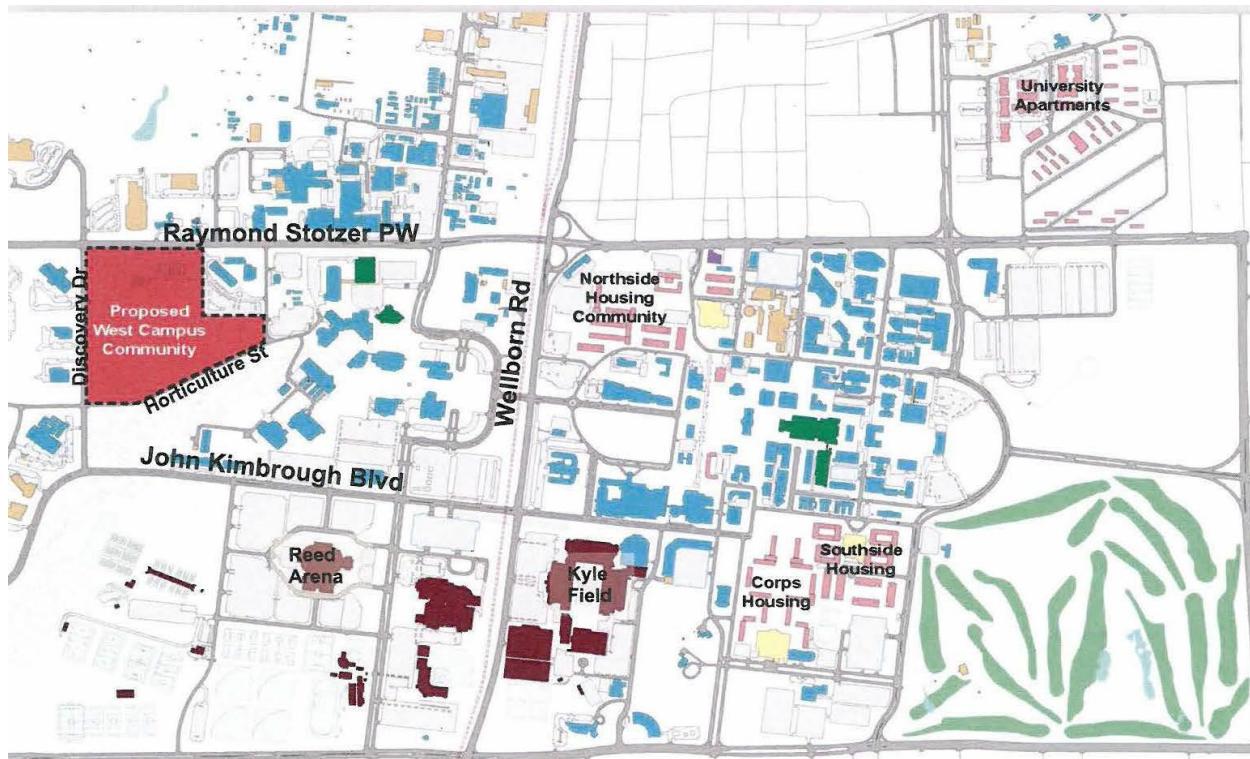 University
Apartments
Raymond Stotzer PW
Discovery Dr
Proposed
West Campus
Community
Horticulture St
Wellborn Rd
Northside
Housing
Community
John Kimbrough Blvd
Reed
Arena
Kyle
Field
Southside
Housing
Corps
Housing